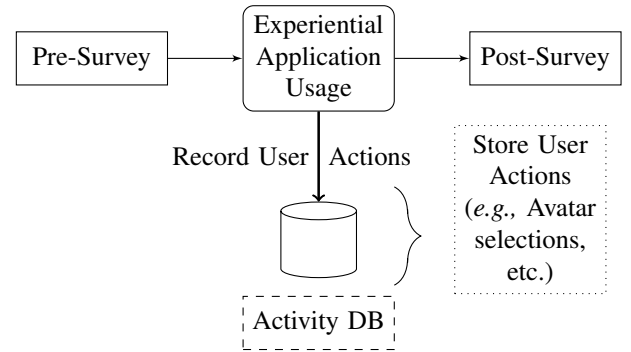 Pre-Survey
Experiential
Application
Usage
Post-Survey
Record User Actions
Store User
Actions
(e.g., Avatar
selections,
etc.)
Activity DB